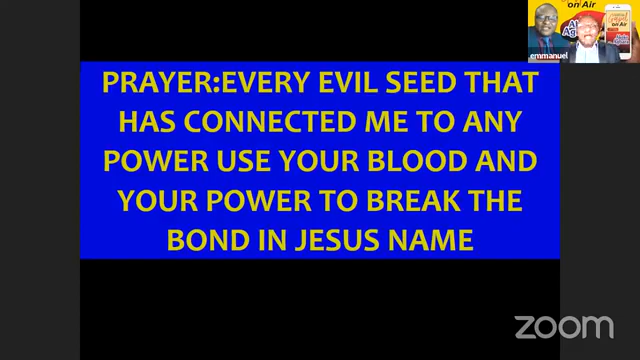 on Air
emmanuel
PRAYER:EVERY EVIL SEED THAT
HAS CONNECTED ME TO ANY
POWER USE YOUR BLOOD AND
YOUR POWER TO BREAK THE
BOND IN JESUS NAME
zoom